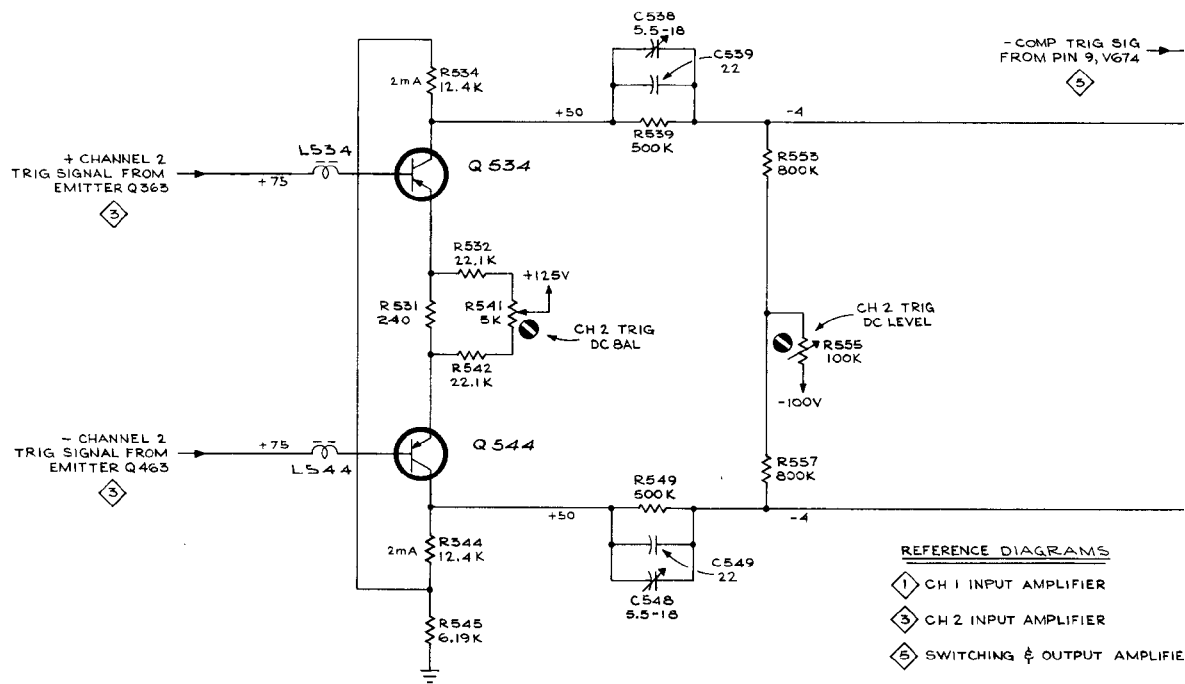 C538
5.5-18
C539
22
-COMP TRIG SIG
FROM PIN 9, V674
5
R534
12.4K
2mA
+50
R539
500K
-4
L534
Q534
+ CHANNEL 2
TRIG SIGNAL FROM
EMITTER Q363
3
+75
R553
800K
R532
22.1K
+125V
R531
240
R541
5K
CH 2 TRIG
DC BAL
R542
22.1K
CH 2 TRIG
DC LEVEL
R555
100K
-100V
- CHANNEL 2
TRIG SIGNAL FROM
EMITTER Q463
3
+75
L544
Q544
R557
800K
R549
500K
+50
-4
2mA
R344
12.4K
C549
22
C548
5.5-18
R545
6.19K
REFERENCE DIAGRAMS
1 CH 1 INPUT AMPLIFIER
3 CH 2 INPUT AMPLIFIER
5 SWITCHING & OUTPUT AMPLIFIE